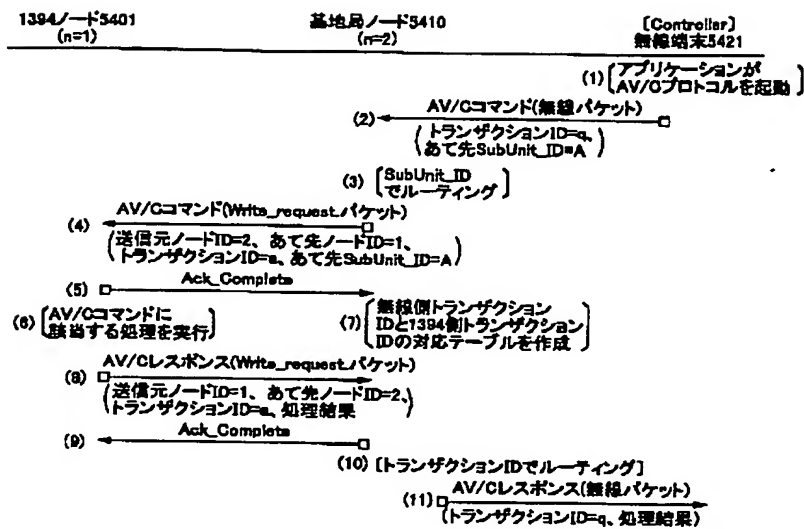 1394ノード5401
(n=1)
基地局ノード5410
(n=2)
[Controller]
無線端末5421
(1) [アプリケーションが
AV/Cプロトコルを起動]
AV/Cコマンド(無線パケット)
(2)
(トランザクションID=q、
あて先SubUnit_ID=A)
(3) [SubUnit_ID
でルーティング]
AV/Cコマンド(Write_request_パケット)
(4)
(送信元ノードID=2、あて先ノードID=1、
トランザクションID=a、あて先SubUnit_ID=A)
Ack_Complete
(5)
(6) [AV/Cコマンドに
該当する処理を実行]
(7) [無線側トランザクション
IDと1394側トランザクション
IDの対応テーブルを作成]
AV/Cレスポンス(Write_request_パケット)
(8)
(送信元ノードID=1、あて先ノードID=2、
トランザクションID=a、処理結果)
Ack_Complete
(9)
(10) [トランザクションIDでルーティング]
AV/Cレスポンス(無線パケット)
(11)
(トランザクションID=q、処理結果)